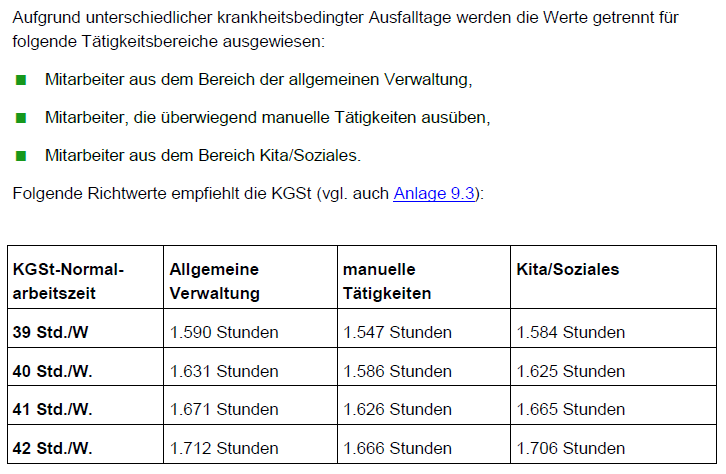 Aufgrund unterschiedlicher krankheitsbedingter Ausfalltage werden die Werte getrennt für
folgende Tätigkeitsbereiche ausgewiesen:
Mitarbeiter aus dem Bereich der allgemeinen Verwaltung,
Mitarbeiter, die überwiegend manuelle Tätigkeiten ausüben,
Mitarbeiter aus dem Bereich Kita/Soziales.
Folgende Richtwerte empfiehlt die KGSt (vgl. auch Anlage 9.3):
KGSt-Normal-
arbeitszeit
Allgemeine
Verwaltung
manuelle
Tätigkeiten
Kita/Soziales
39 Std./W 1.590 Stunden 1.547 Stunden 1.584 Stunden
40 Std./W. 1.631 Stunden 1.586 Stunden 1.625 Stunden
41 Std./W. 1.671 Stunden 1.626 Stunden 1.665 Stunden
42 Std./W. 1.712 Stunden 1.666 Stunden 1.706 Stunden